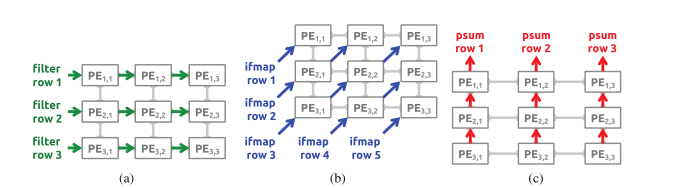 filter
row 1
PE1,1
PE1,2
PE1,3
filter
row 2
PE2,1
PE2,2
PE2,3
filter
row 3
PE3,1
PE3,2
PE3,3
(a)
PE1,1
PE1,2
PE1,3
ifmap
row 1
PE2,1
PE2,2
PE2,3
ifmap
row 2
PE3,1
PE3,2
PE3,3
ifmap
row 3
ifmap
row 4
ifmap
row 5
(b)
psum
row 1
psum
row 2
psum
row 3
PE1,1
PE1,2
PE1,3
PE2,1
PE2,2
PE2,3
PE3,1
PE3,2
PE3,3
(c)